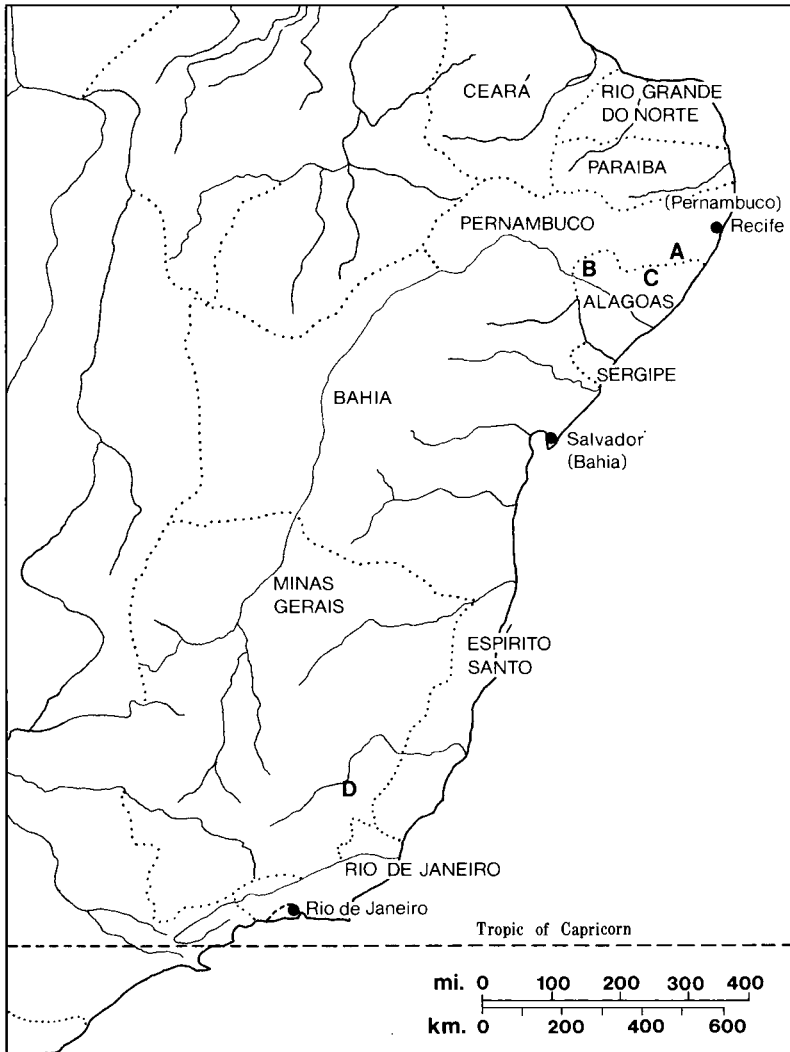 CEARÁ
RIO GRANDE
DO NORTE
PARAIBA
(Pernambuco)
Recife
PERNAMBUCO
A
B
C
ALAGOAS
SERGIPE
BAHIA
Salvador
(Bahia)
MINAS
GERAIS
ESPÍRITO
SANTO
D
RIO DE JANEIRO
Rio de Janeiro
Tropic of Capricorn
mi. 0 100 200 300 400
km. 0 200 400 600